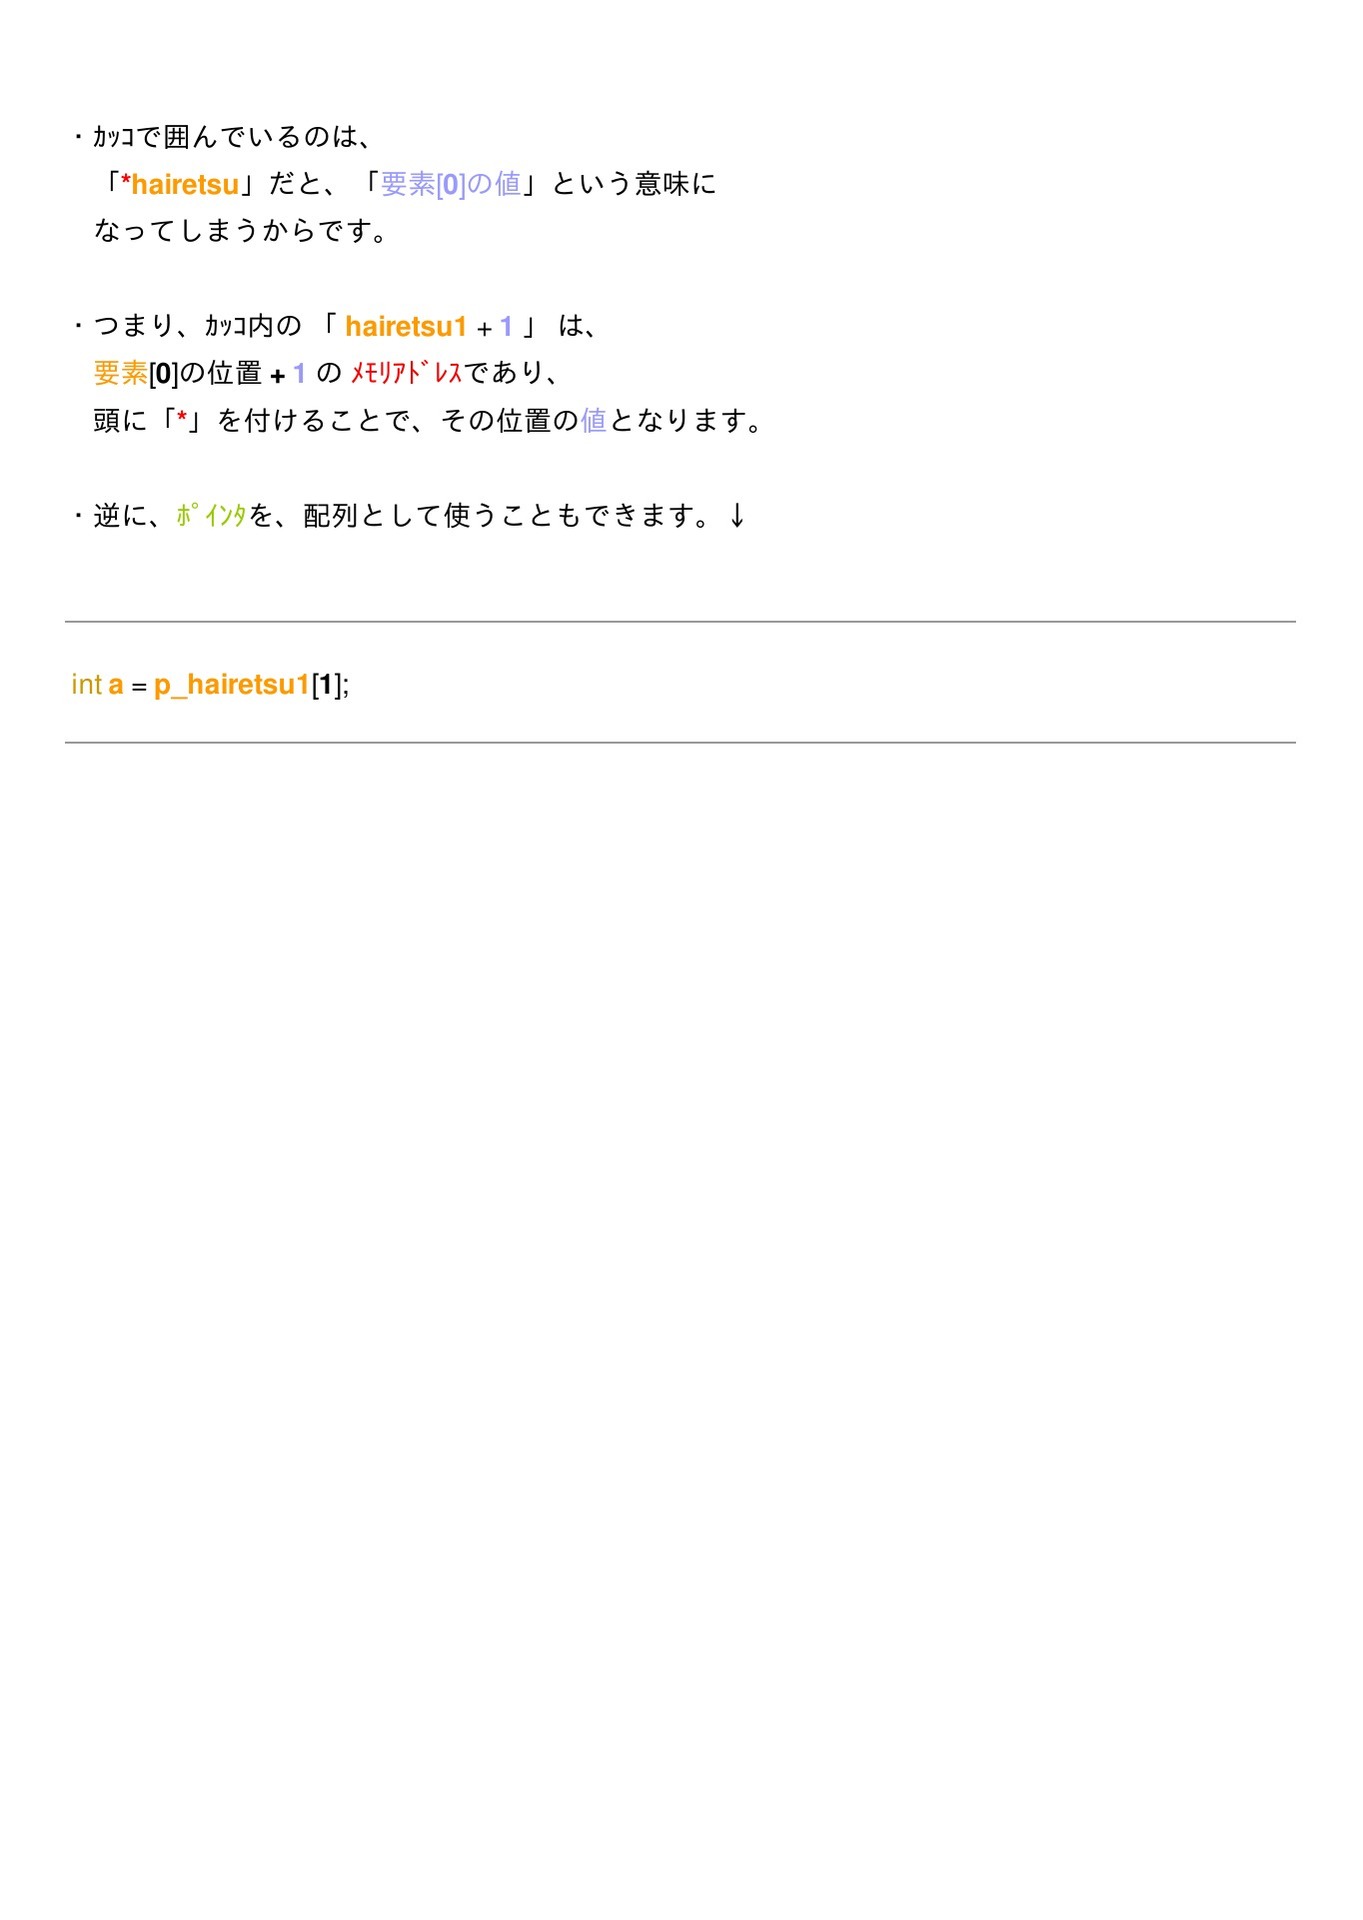 ・ｶｯｺで囲んでいるのは、
「*hairetsu」だと、「要素[0]の値」という意味に
なってしまうからです。
・つまり、ｶｯｺ内の 「 hairetsu1 + 1 」 は、
要素[0]の位置 + 1 の ﾒﾓﾘｱﾄﾞﾚｽであり、
頭に「*」を付けることで、その位置の値となります。
・逆に、ﾎﾟｲﾝﾀを、配列として使うこともできます。↓
int a = p_hairetsu1[1];